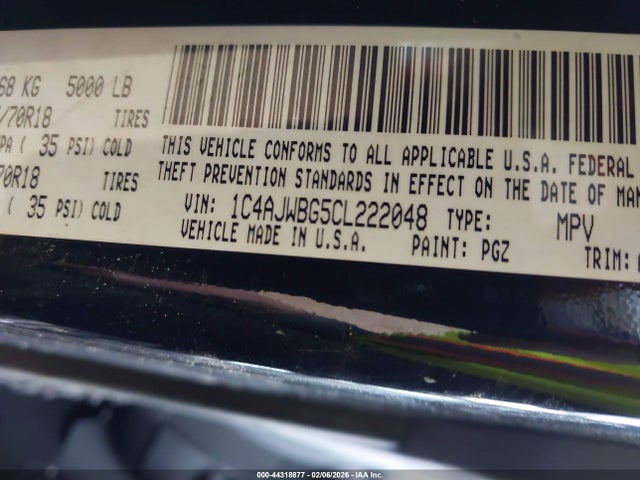 68 KG 5000 LB
/70R18 TIRES
PA ( 35 PSI) COLD
70R18 TIRES
( 35 PSI) COLD
THIS VEHICLE CONFORMS TO ALL APPLICABLE U.S.A. FEDERAL
THEFT PREVENTION STANDARDS IN EFFECT ON THE DATE OF MAN
VIN: 1C4AJWBG5CL222048 TYPE: MPV
VEHICLE MADE IN U.S.A. PAINT: PGZ TRIM:
000-44318877 - 02/06/2026 - IAA Inc.